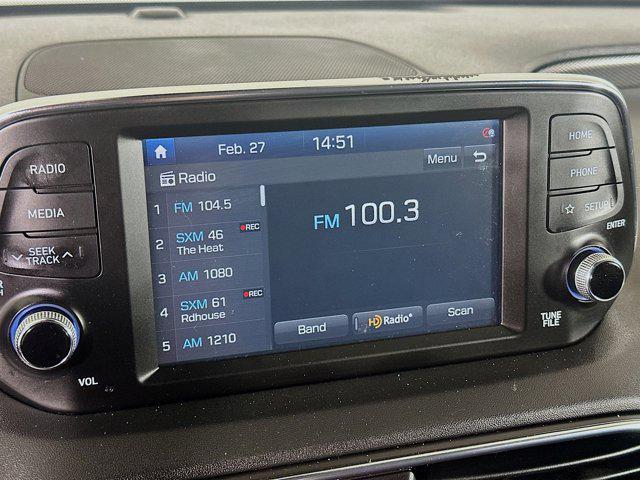 Feb. 27 14:51
Radio Menu
1 FM 104.5
2 SXM 46 REC
The Heat
3 AM 1080
4 SXM 61 REC
Rdhouse
5 AM 1210
FM 100.3
Band HD Radio® Scan
RADIO
MEDIA
SEEK
TRACK
VOL
HOME
PHONE
SETUP
ENTER
TUNE
FILE